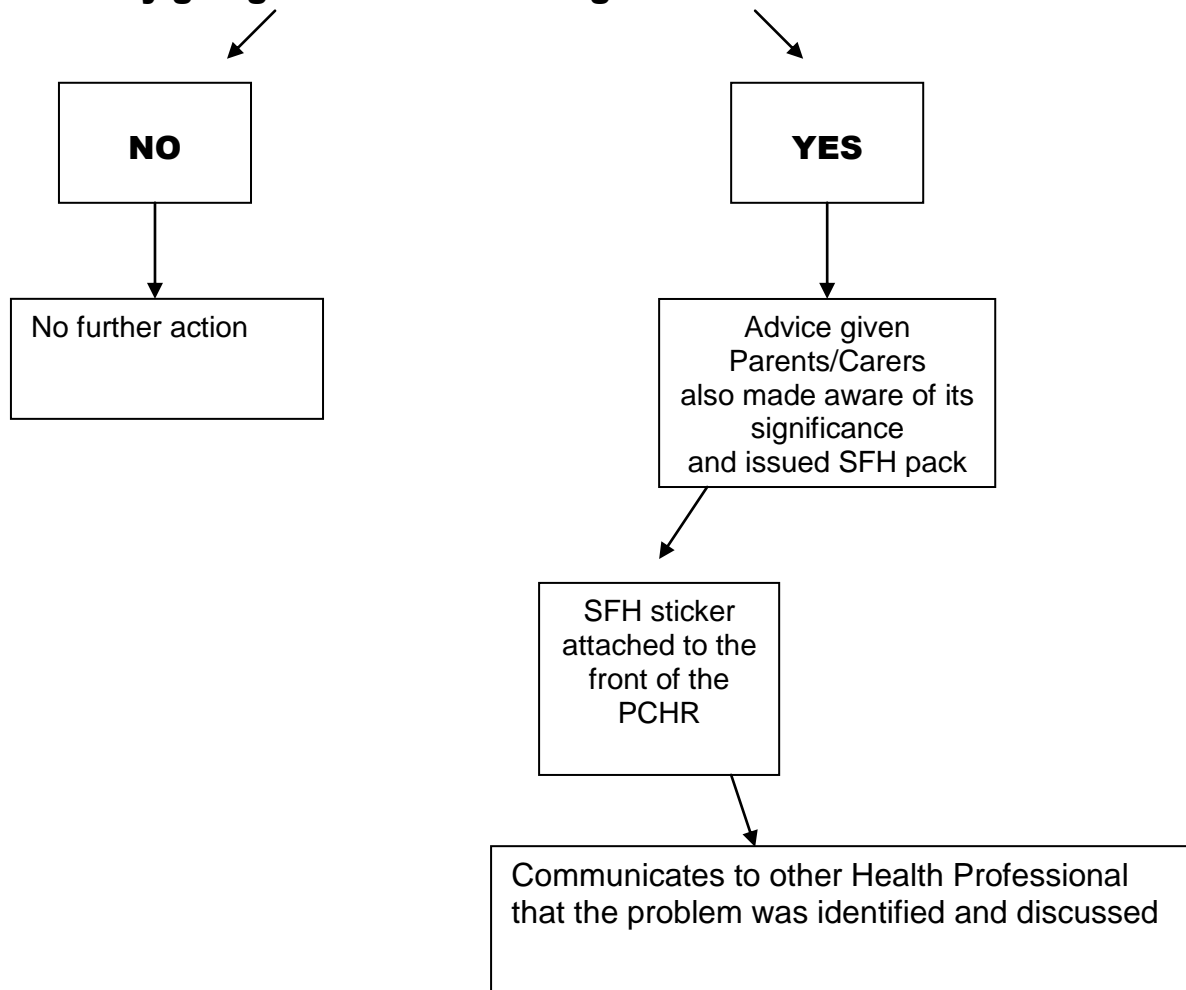 NO
YES
No further action
Advice given
Parents/Carers
also made aware of its
significance
and issued SFH pack
SFH sticker
attached to the
front of the
PCHR
Communicates to other Health Professional
that the problem was identified and discussed